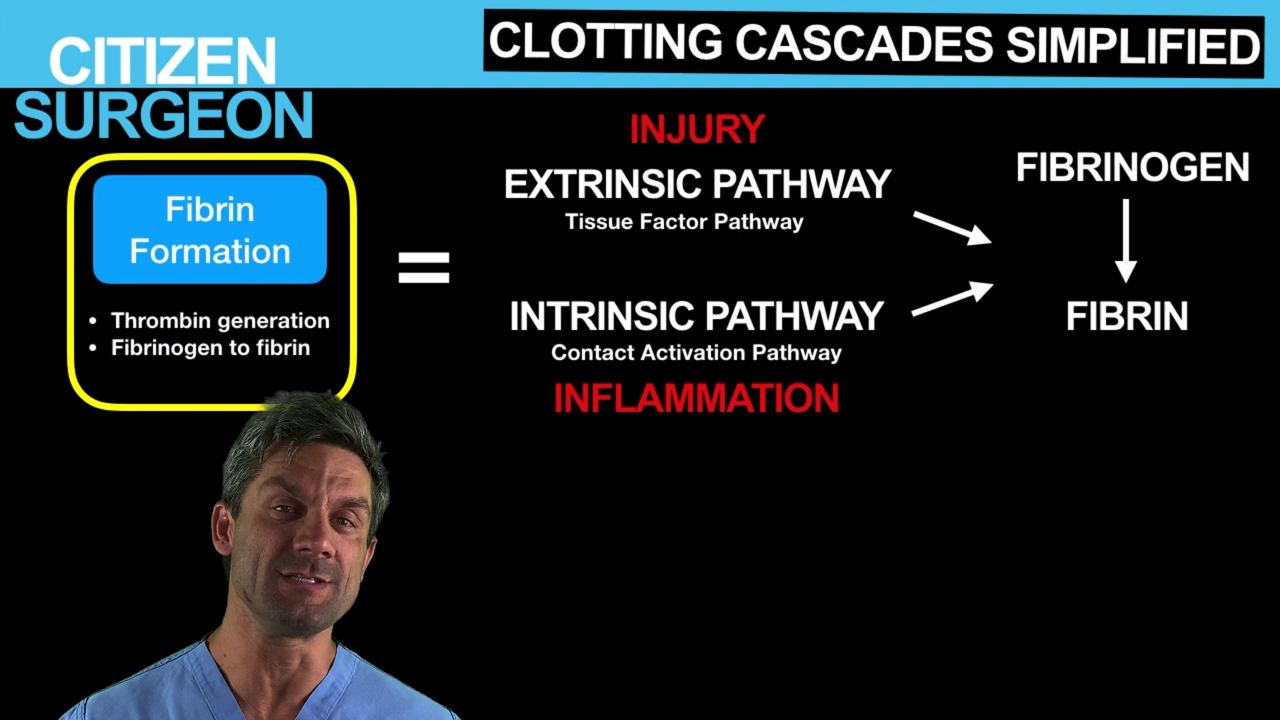 CITIZEN
SURGEON
CLOTTING CASCADES SIMPLIFIED
Fibrin
Formation
• Thrombin generation
• Fibrinogen to fibrin
=
INJURY
EXTRINSIC PATHWAY
Tissue Factor Pathway
INTRINSIC PATHWAY
Contact Activation Pathway
INFLAMMATION
FIBRINOGEN
FIBRIN